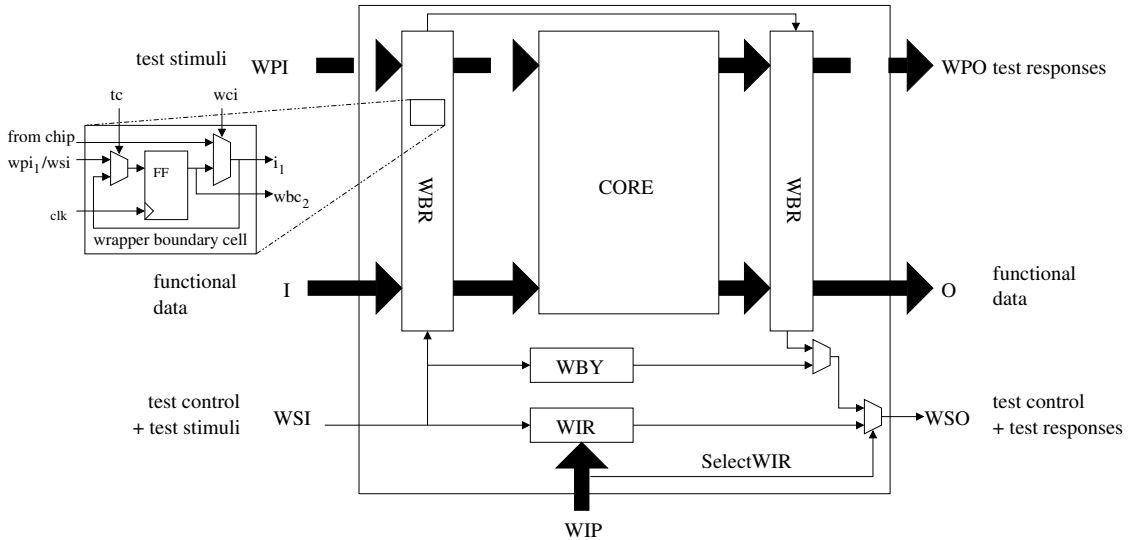 test stimuli
WPI
WPO test responses
tc
wci
from chip
wpi1/wsi
FF
i1
wbc2
clk
wrapper boundary cell
WBR
CORE
WBR
functional
data
I
O
functional
data
WBY
test control
+ test stimuli
WSI
WIR
WSO
test control
+ test responses
SelectWIR
WIP